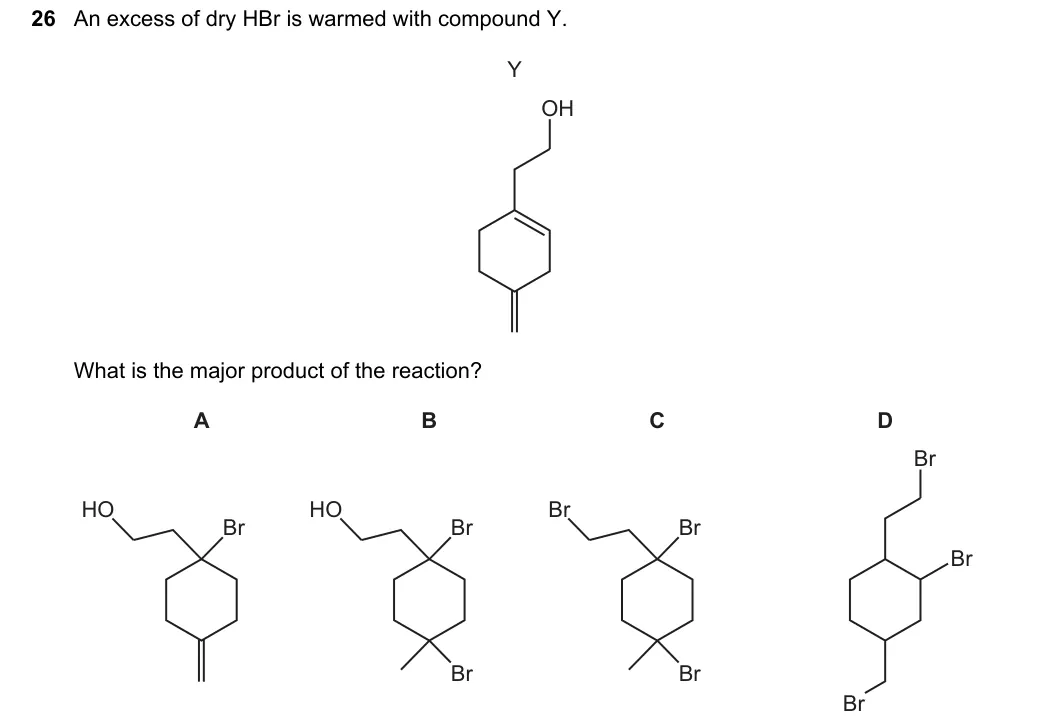 26 An excess of dry HBr is warmed with compound Y.
Y
OH
What is the major product of the reaction?
A B C D
Br
HO Br HO Br Br Br
Br
Br Br
Br